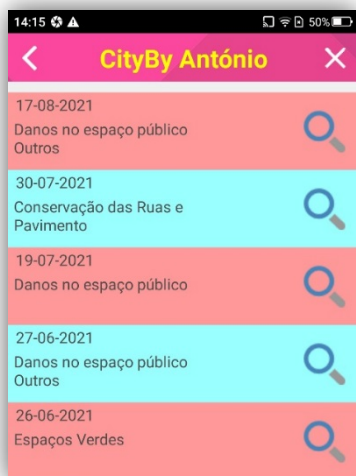 14:15 50%
CityBy António
17-08-2021
Danos no espaço público
Outros
30-07-2021
Conservação das Ruas e
Pavimento
19-07-2021
Danos no espaço público
27-06-2021
Danos no espaço público
Outros
26-06-2021
Espaços Verdes